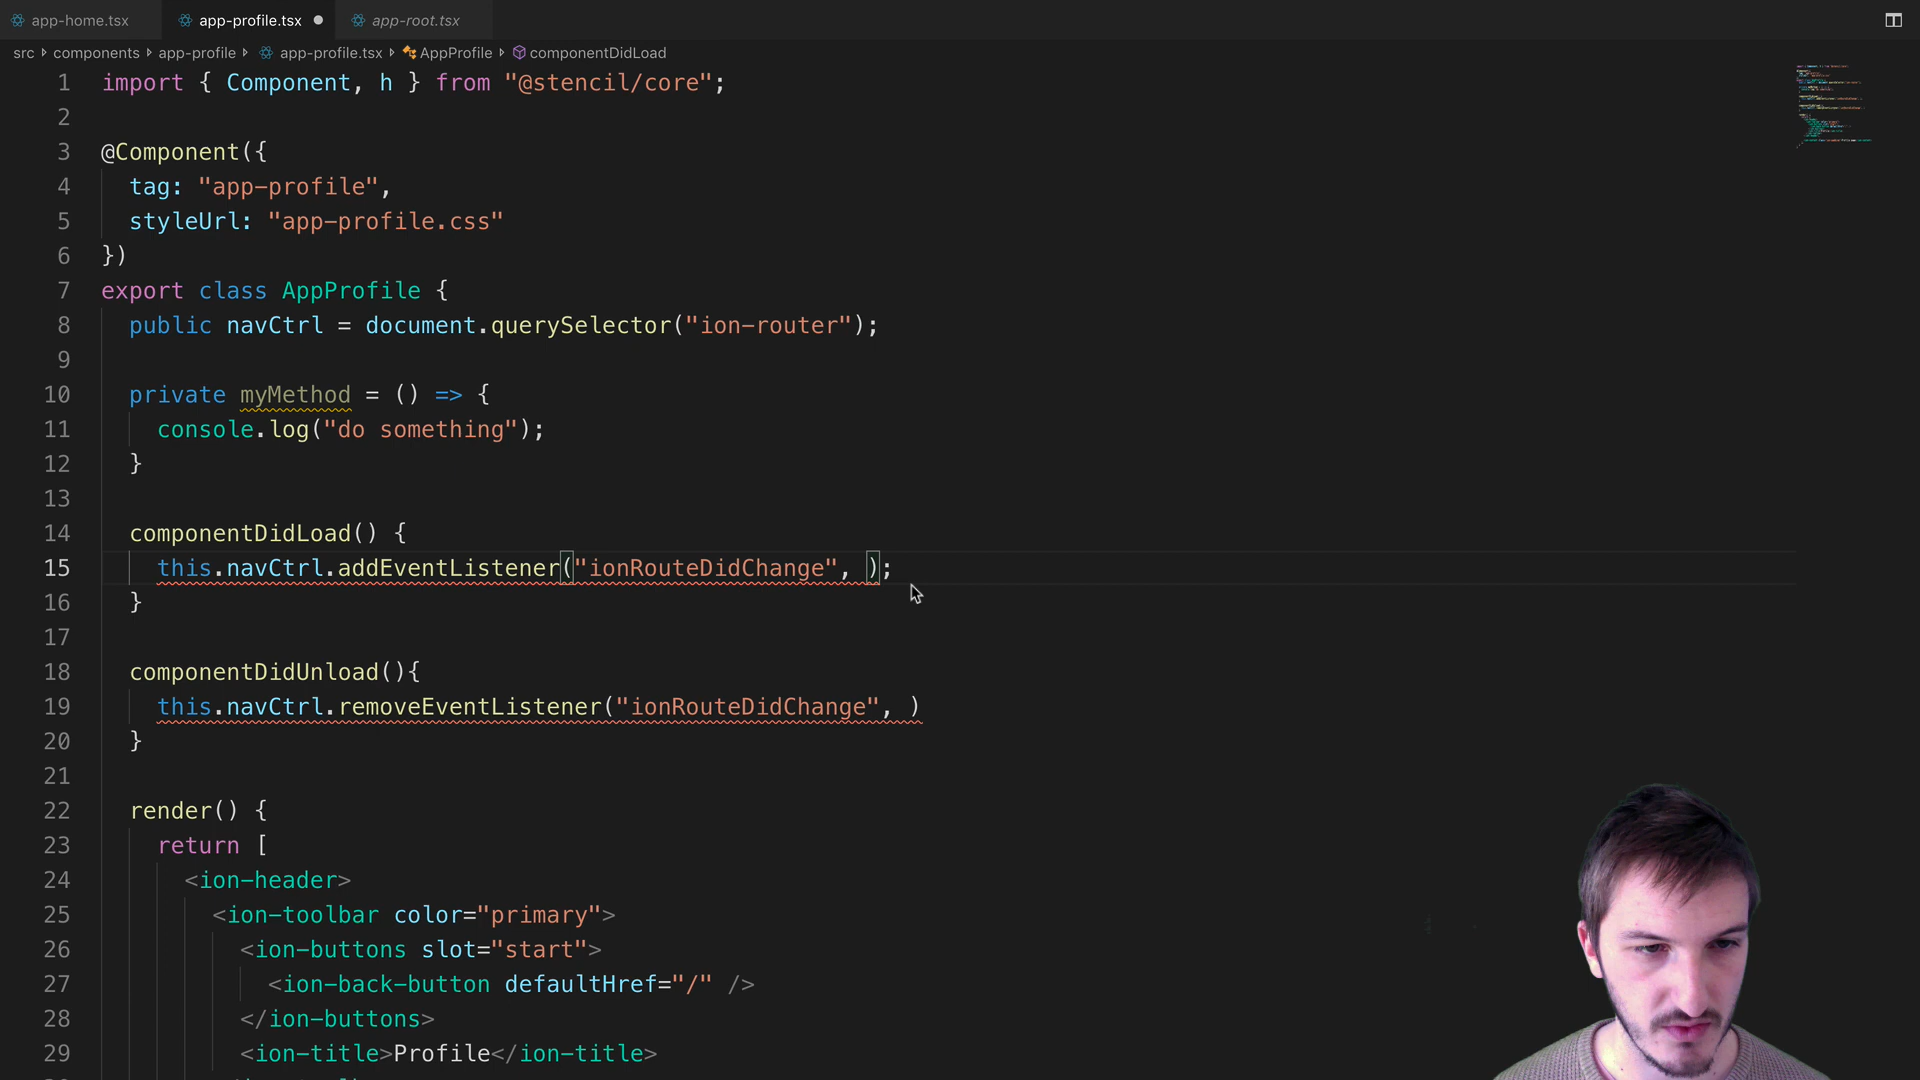 app-home.tsx
app-profile.tsx
app-root.tsx
src components app-profile app-profile.tsx AppProfile componentDidLoad
1 import { Component, h } from "@stencil/core";
2
3 @Component({
4 tag: "app-profile",
5 styleUrl: "app-profile.css"
6 })
7 export class AppProfile {
8 public navCtrl = document.querySelector("ion-router");
9
10 private myMethod = () => {
11 console.log("do something");
12 }
13
14 componentDidLoad() {
15 this.navCtrl.addEventListener("ionRouteDidChange", );
16 }
17
18 componentDidUnload(){
19 this.navCtrl.removeEventListener("ionRouteDidChange", )
20 }
21
22 render() {
23 return [
24 <ion-header>
25 <ion-toolbar color="primary">
26 <ion-buttons slot="start">
27 <ion-back-button defaultHref="/" />
28 </ion-buttons>
29 <ion-title>Profile</ion-title>